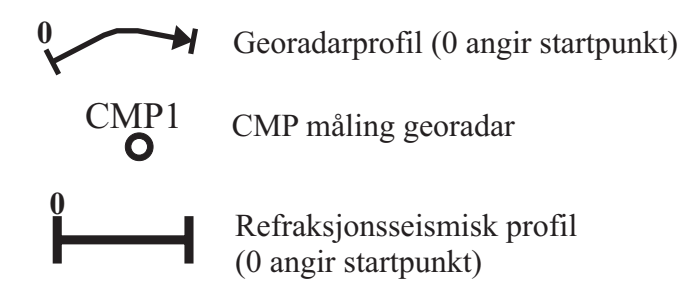 0
Georadarprofil (0 angir startpunkt)
CMP1
CMP måling georadar
0
Refraksjonsseismisk profil
(0 angir startpunkt)